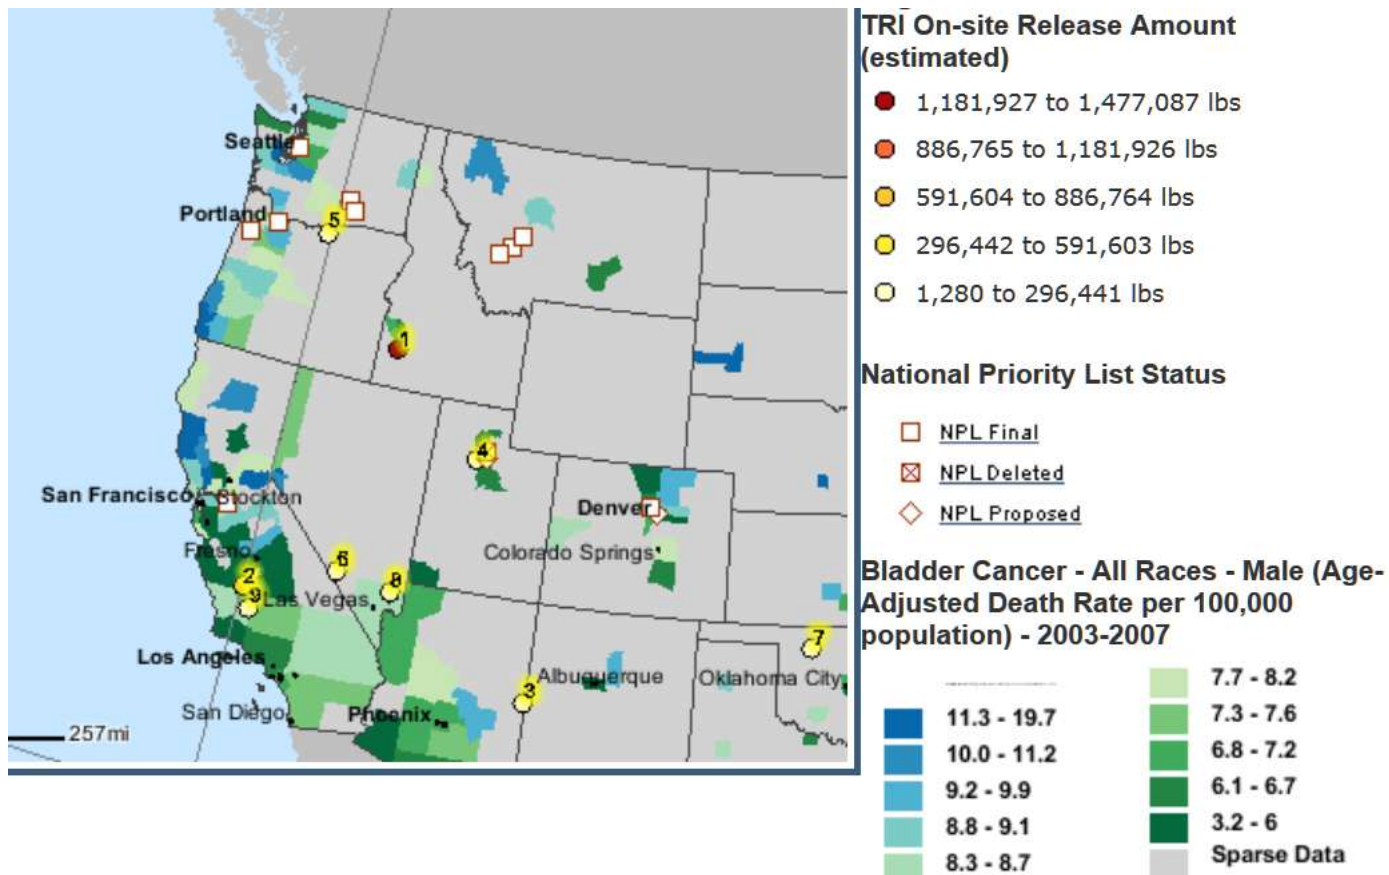 Seattle
Portland
5
1
4
San Francisco
Stockton
Denver
Fresno
Colorado Springs
6
2
8
9
Las Vegas
7
Los Angeles
3
Albuquerque
Oklahoma City
San Diego
Phoenix
257mi
TRI On-site Release Amount
(estimated)
1,181,927 to 1,477,087 lbs
886,765 to 1,181,926 lbs
591,604 to 886,764 lbs
296,442 to 591,603 lbs
1,280 to 296,441 lbs
National Priority List Status
NPL Final
NPL Deleted
NPL Proposed
Bladder Cancer - All Races - Male (Age-
Adjusted Death Rate per 100,000
population) - 2003-2007
11.3 - 19.7
10.0 - 11.2
9.2 - 9.9
8.8 - 9.1
8.3 - 8.7
7.7 - 8.2
7.3 - 7.6
6.8 - 7.2
6.1 - 6.7
3.2 - 6
Sparse Data